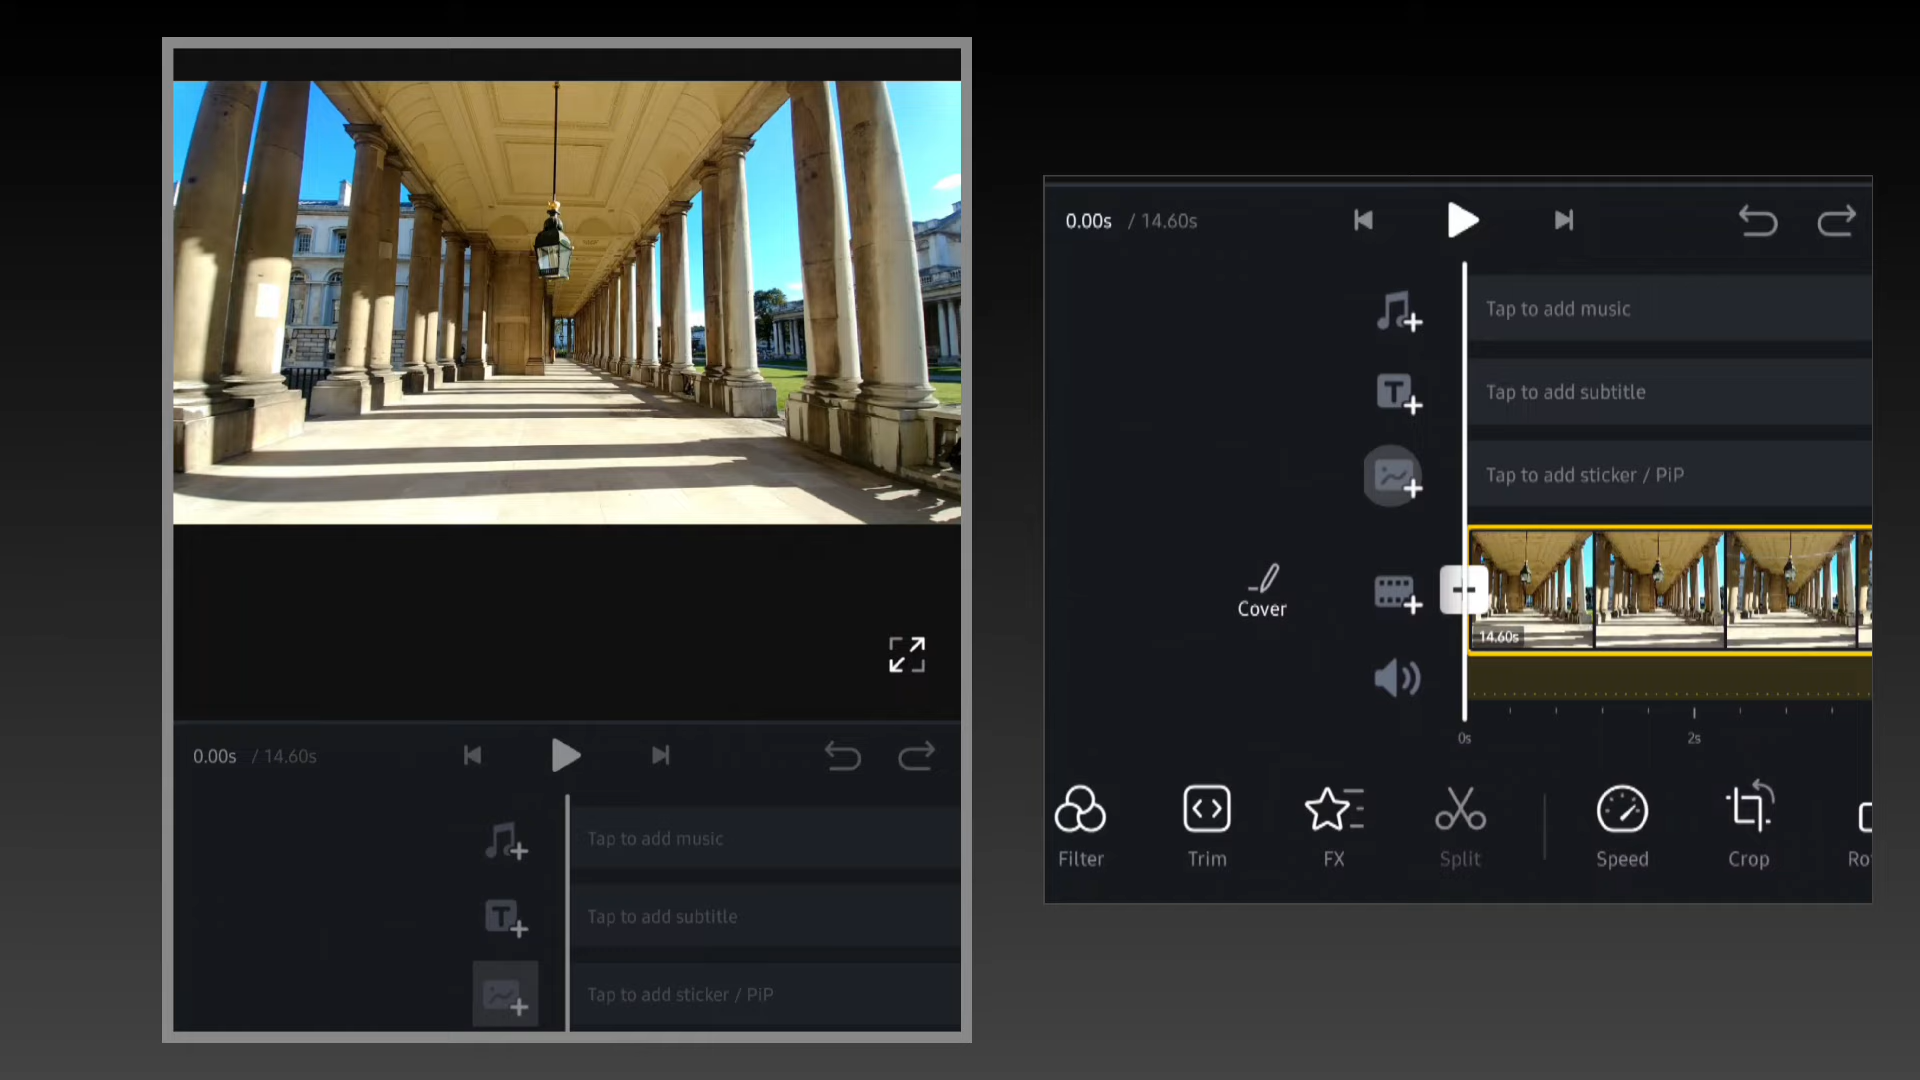 0.00s / 14.60s
Tap to add music
Tap to add subtitle
Tap to add sticker / PiP
0.00s / 14.60s
Tap to add music
T
Tap to add subtitle
Tap to add sticker / PiP
Cover
14.60s
0s 2s
Filter Trim FX Split Speed Crop Ro